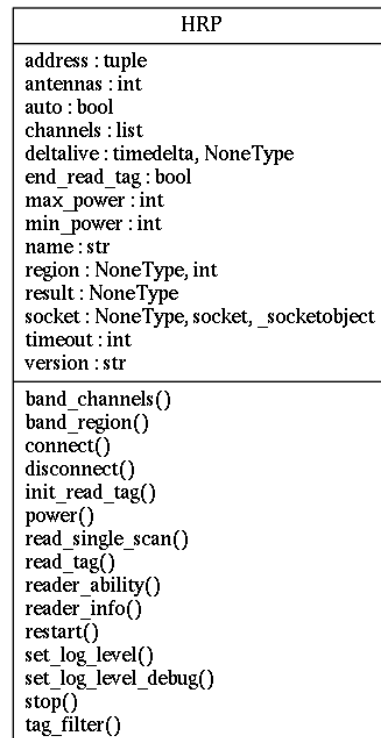 HRP
address : tuple
antennas : int
auto : bool
channels : list
deltalive : timedelta, NoneType
end_read_tag : bool
max_power : int
min_power : int
name : str
region : NoneType, int
result : NoneType
socket : NoneType, socket, _socketobject
timeout : int
version : str
band_channels()
band_region()
connect()
disconnect()
init_read_tag()
power()
read_single_scan()
read_tag()
reader_ability()
reader_info()
restart()
set_log_level()
set_log_level_debug()
stop()
tag_filter()